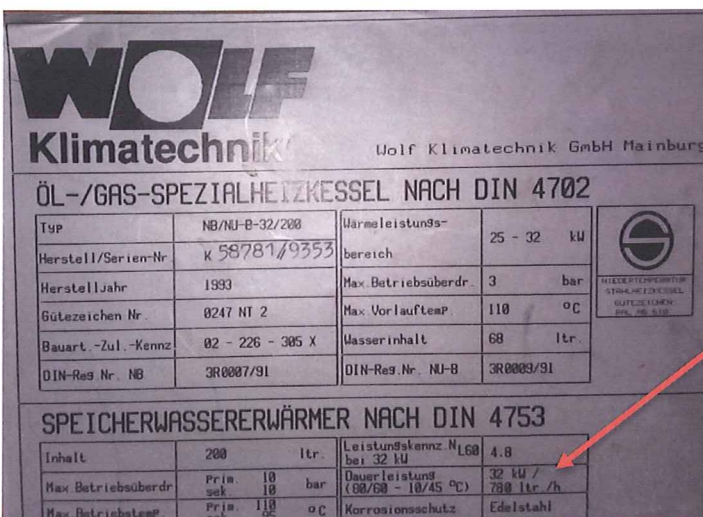 WOLF
Klimatechnik
Wolf Klimatechnik GmbH Mainburg
ÖL-/GAS-SPEZIALHEIZKESSEL NACH DIN 4702
Typ NB/NU-B-32/200 Wärmeleistungs-
bereich 25 - 32 kW
Herstell/Serien-Nr. K 58781/9353
Herstelljahr 1993 Max.Betriebsüberdr. 3 bar
Gütezeichen Nr. 0247 NT 2 Max.Vorlauftemp. 110 °C
Bauart.-Zul.-Kennz. 02 - 226 - 305 X Wasserinhalt 68 ltr.
DIN-Reg.Nr. NB 3R0007/91 DIN-Reg.Nr. NU-B 3R0009/91
NIEDERTEMPERATUR
STAHLHEIZKESSEL
GÜTEZEICHEN
RAL RG 610
SPEICHERWASSERERWÄRMER NACH DIN 4753
Inhalt 200 ltr. Leistungskennz.NL60
bei 32 kW 4.8
Max Betriebsüberdr. Prim. 10
sek. 10 bar Dauerleistung
(80/60 - 10/45 °C) 32 kW /
780 ltr./h
Max Betriebstemp. Prim. 110
95 °C Korrosionsschutz Edelstahl